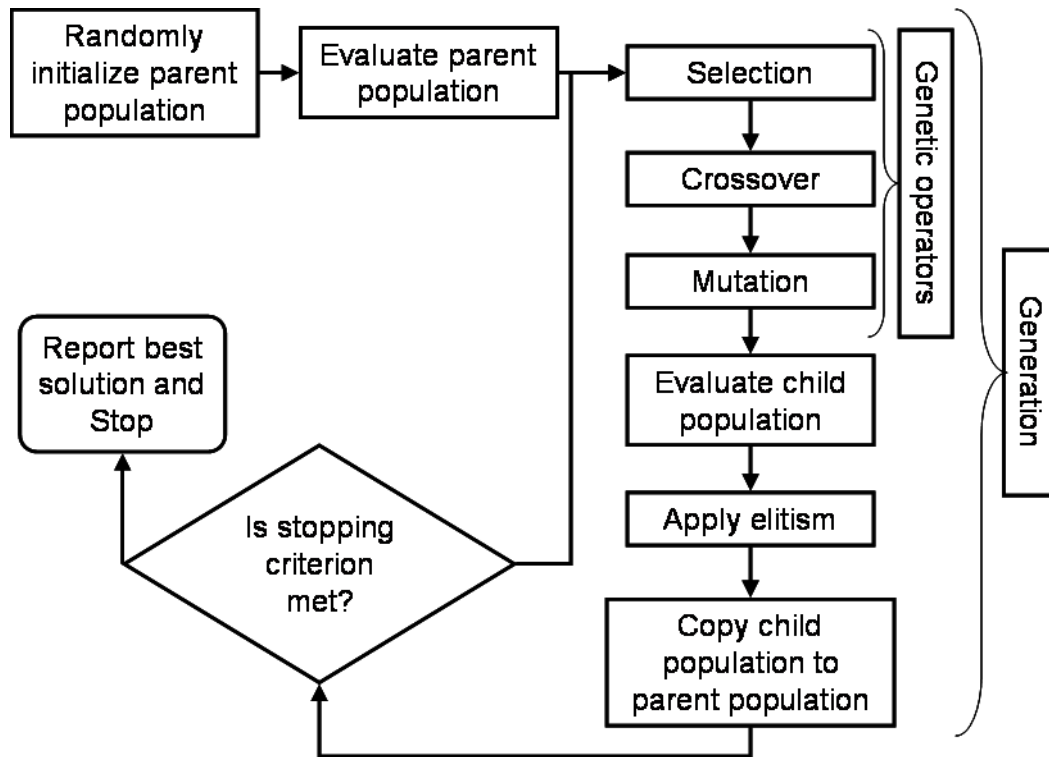 Randomly
initialize parent
population
Evaluate parent
population
Selection
Crossover
Mutation
Genetic operators
Evaluate child
population
Apply elitism
Copy child
population to
parent population
Generation
Is stopping
criterion
met?
Report best
solution and
Stop